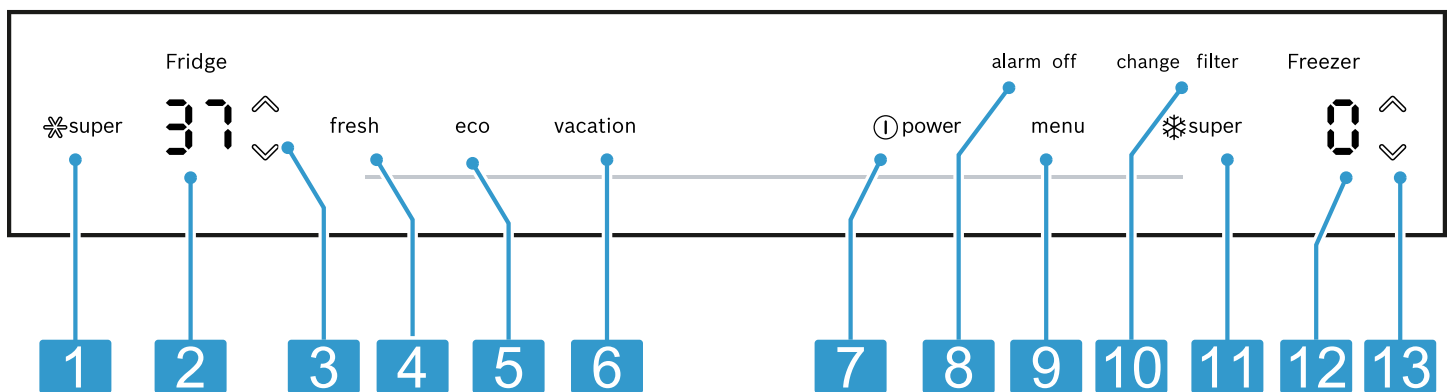 Fridge alarm off change filter Freezer
super 37 fresh eco vacation power menu super 0
1 2 3 4 5 6 7 8 9 10 11 12 13